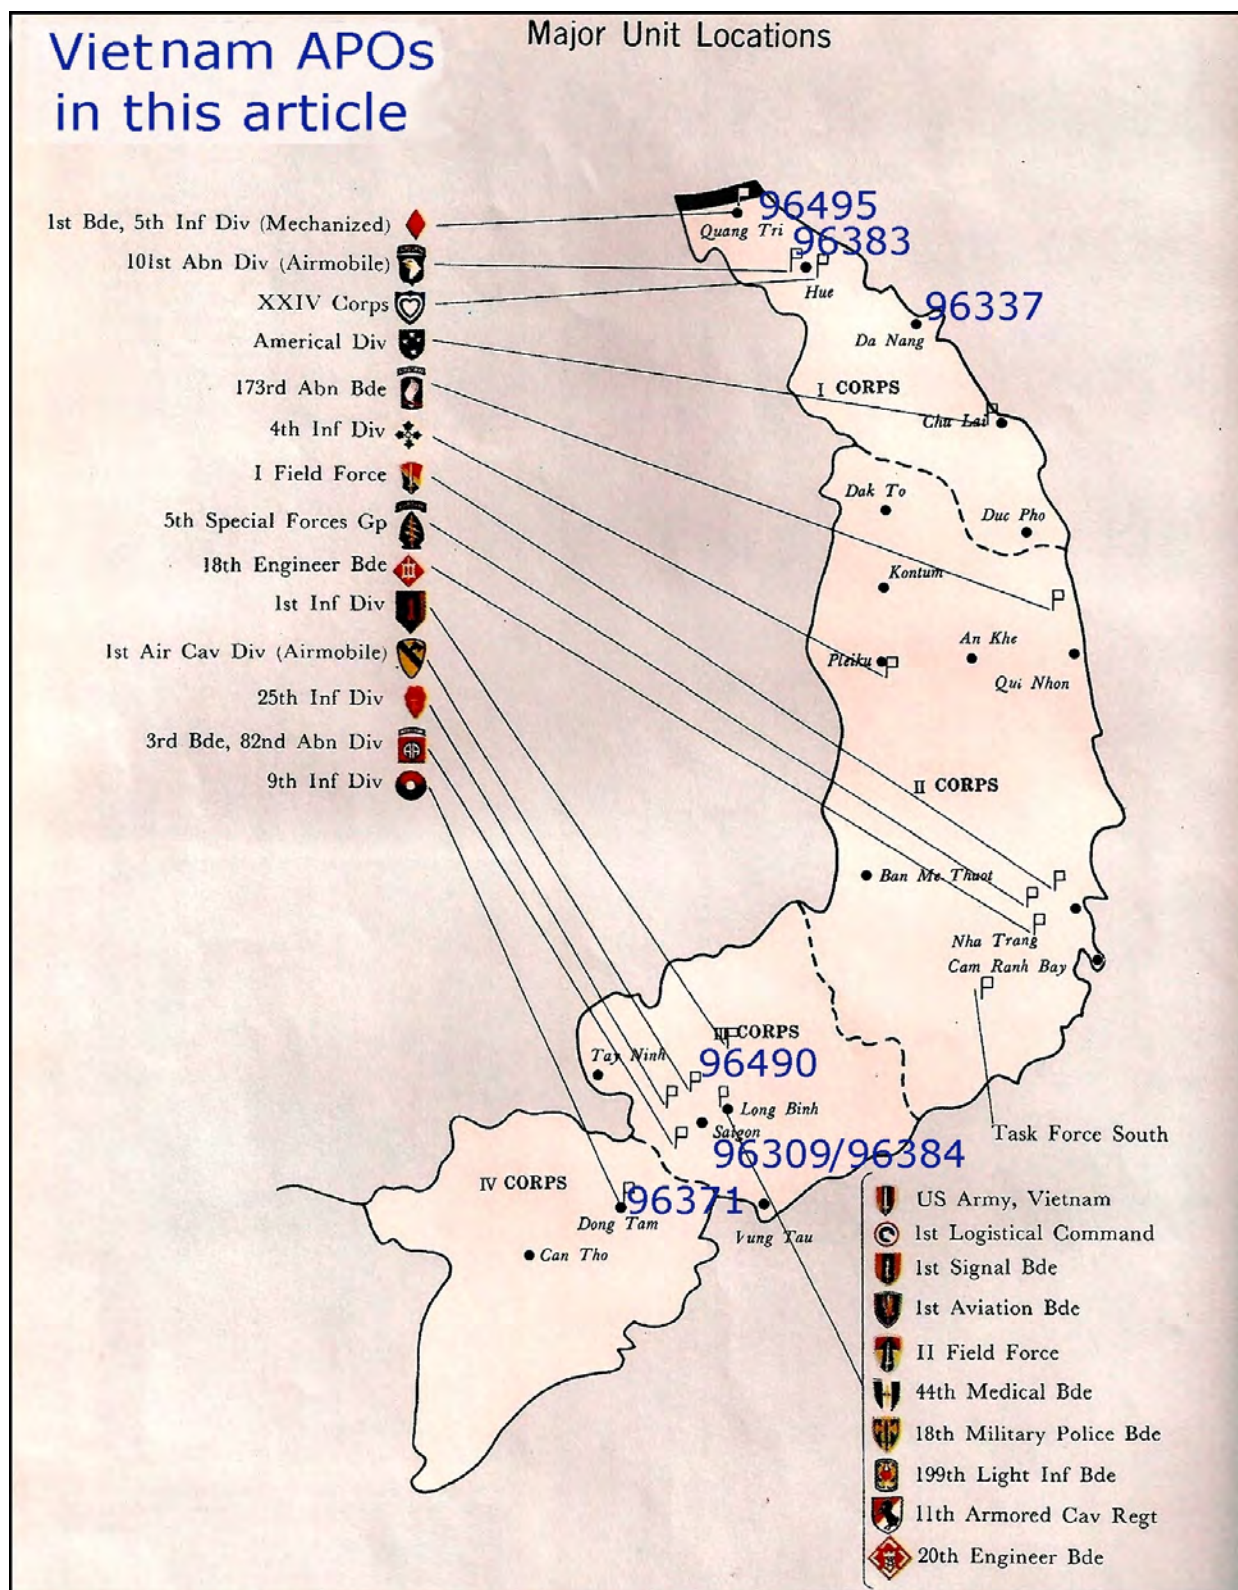 Vietnam APOs
in this article
Major Unit Locations
1st Bde, 5th Inf Div (Mechanized)
101st Abn Div (Airmobile)
XXIV Corps
Americal Div
173rd Abn Bde
4th Inf Div
I Field Force
5th Special Forces Gp
18th Engineer Bde
1st Inf Div
1st Air Cav Div (Airmobile)
25th Inf Div
3rd Bde, 82nd Abn Div
9th Inf Div
96495
Quang Tri
96383
Hue
96337
Da Nang
I CORPS
Chu Lai
Dak To
Duc Pho
Kontum
An Khe
Pleiku
Qui Nhon
II CORPS
Ban Me Thuot
Nha Trang
Cam Ranh Bay
III CORPS
Tay Ninh
96490
Long Binh
Saigon
Task Force South
96309/96384
IV CORPS
96371
Dong Tam
Vung Tau
Can Tho
US Army, Vietnam
1st Logistical Command
1st Signal Bde
1st Aviation Bde
II Field Force
44th Medical Bde
18th Military Police Bde
199th Light Inf Bde
11th Armored Cav Regt
20th Engineer Bde
1
AA